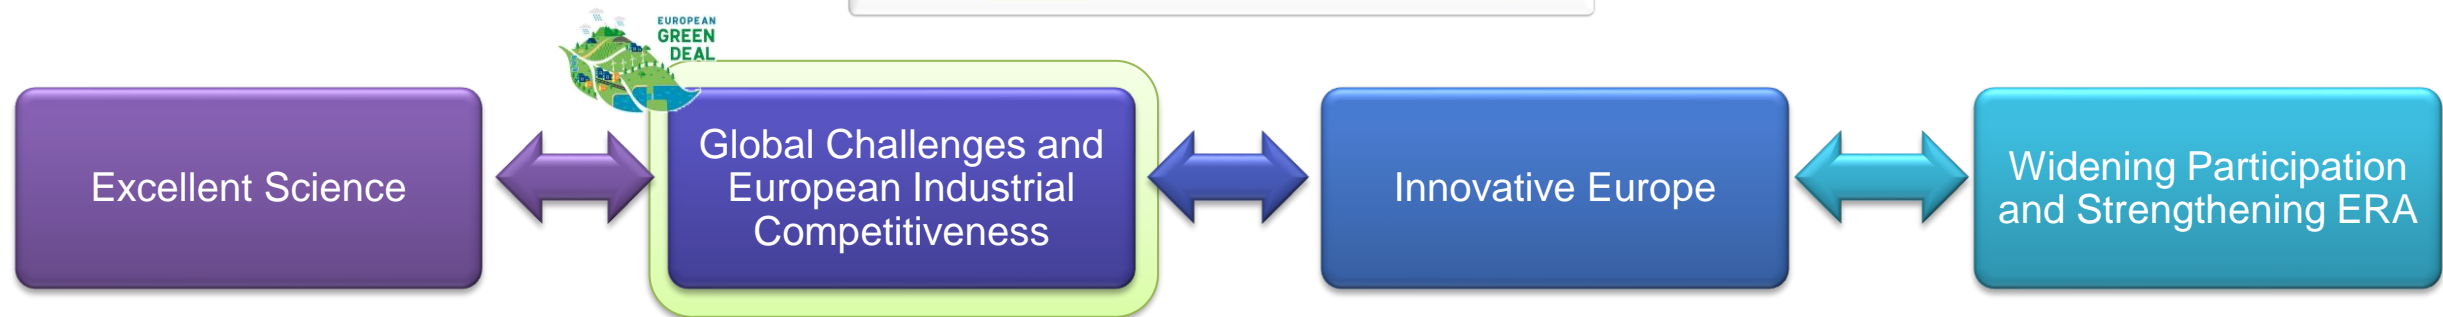 EUROPEAN
GREEN
DEAL
Excellent Science
Global Challenges and
European Industrial
Competitiveness
Innovative Europe
Widening Participation
and Strengthening ERA